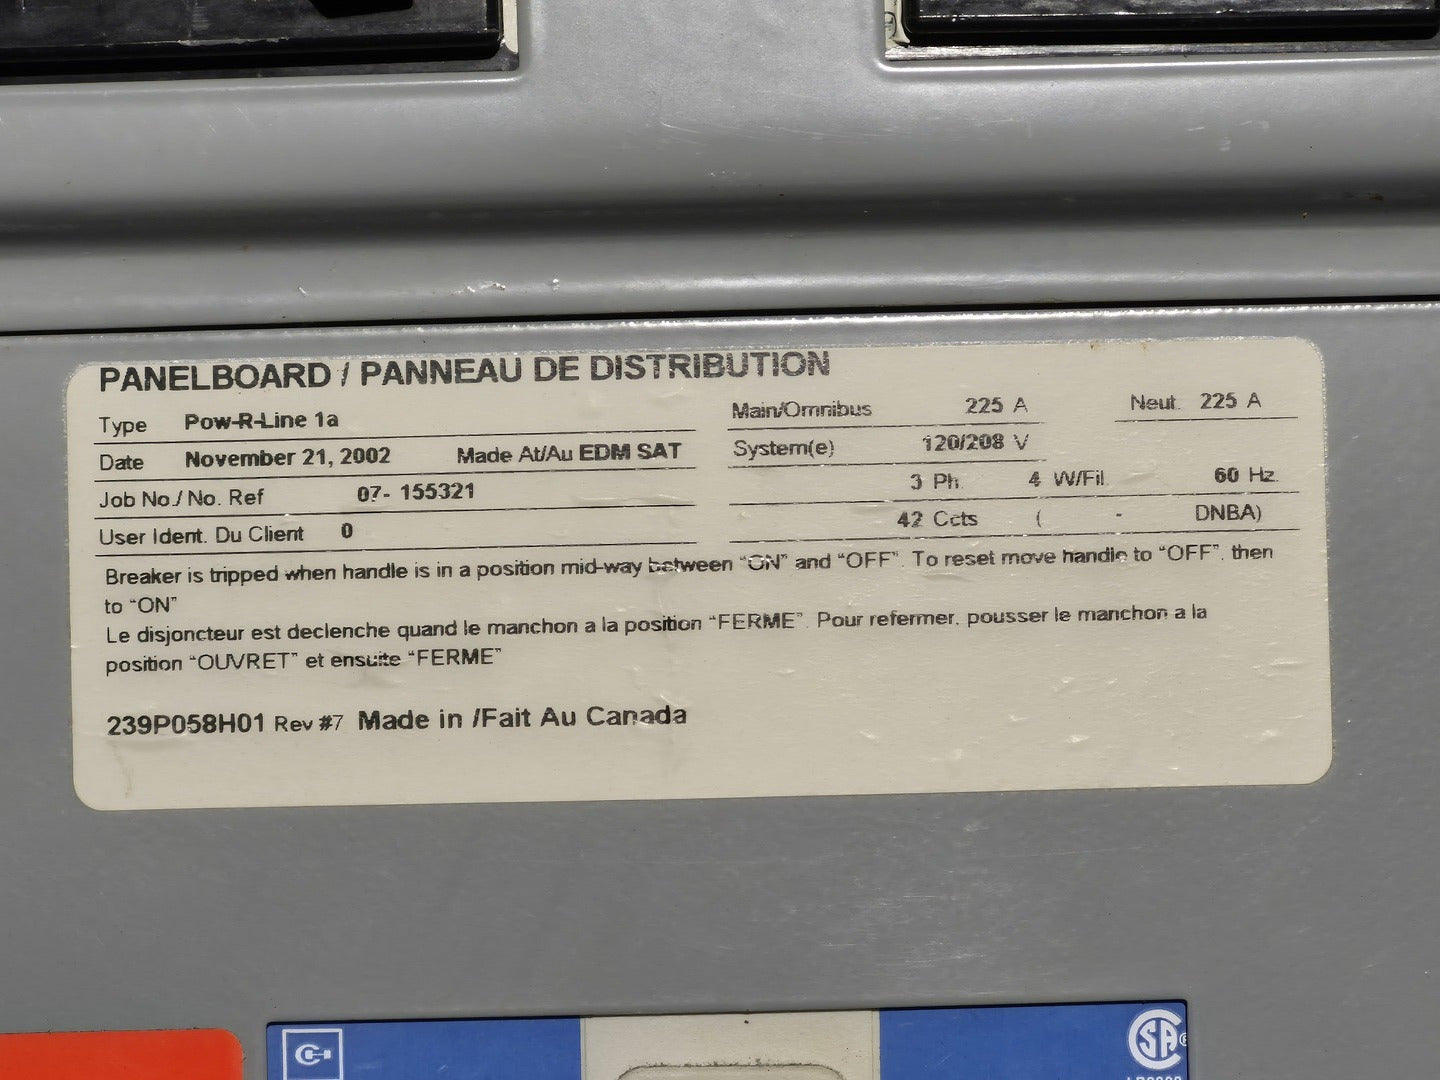 PANELBOARD / PANNEAU DE DISTRIBUTION
Type Pow-R-Line 1a
Main/Omnibus 225 A Neut. 225 A
Date November 21, 2002 Made At/Au EDM SAT
System(e) 120/208 V
Job No./ No. Ref 07- 155321
3 Ph. 4 W/Fil. 60 Hz.
User Ident. Du Client 0
42 Ccts ( - DNBA)
Breaker is tripped when handle is in a position mid-way between “ON” and “OFF”. To reset move handle to “OFF”, then
to “ON”
Le disjoncteur est declenche quand le manchon a la position “FERME”. Pour refermer, pousser le manchon a la
position “OUVRET” et ensuite “FERME”
239P058H01 Rev #7 Made in /Fait Au Canada
SA